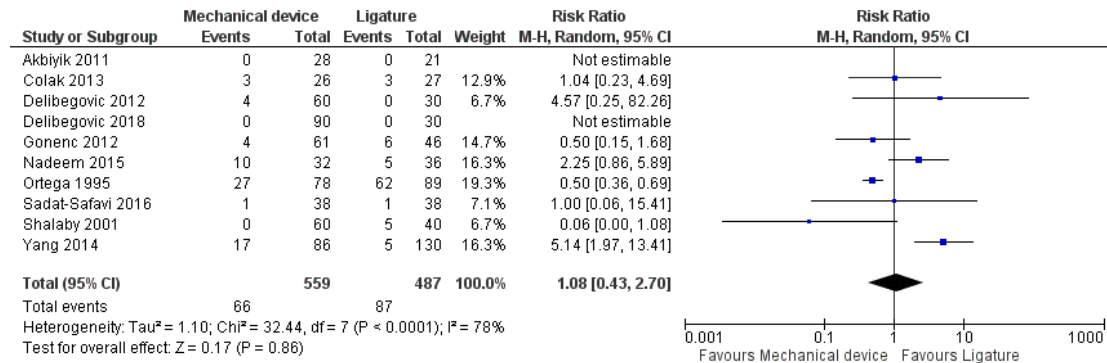 Mechanical device Ligature Risk Ratio Risk Ratio
Study or Subgroup Events Total Events Total Weight M-H, Random, 95% CI M-H, Random, 95% CI
Akbiyik 2011 0 28 0 21 Not estimable
Colak 2013 3 26 3 27 12.9% 1.04 [0.23, 4.69]
Delibegovic 2012 4 60 0 30 6.7% 4.57 [0.25, 82.26]
Delibegovic 2018 0 90 0 30 Not estimable
Gonenc 2012 4 61 6 46 14.7% 0.50 [0.15, 1.68]
Nadeem 2015 10 32 5 36 16.3% 2.25 [0.86, 5.89]
Ortega 1995 27 78 62 89 19.3% 0.50 [0.36, 0.69]
Sadat-Safavi 2016 1 38 1 38 7.1% 1.00 [0.06, 15.41]
Shalaby 2001 0 60 5 40 6.7% 0.06 [0.00, 1.08]
Yang 2014 17 86 5 130 16.3% 5.14 [1.97, 13.41]
Total (95% CI) 559 487 100.0% 1.08 [0.43, 2.70]
Total events 66 87
Heterogeneity: Tau² = 1.10; Chi² = 32.44, df = 7 (P < 0.0001); I² = 78%
Test for overall effect: Z = 0.17 (P = 0.86)
0.001 0.1 1 10 1000
Favours Mechanical device Favours Ligature